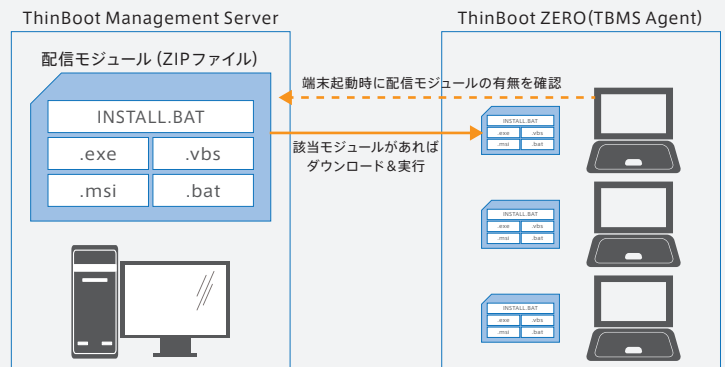 ThinBoot Management Server
配信モジュール (ZIPファイル)
INSTALL.BAT
.exe
.vbs
.msi
.bat
端末起動時に配信モジュールの有無を確認
該当モジュールがあれば
ダウンロード&実行
ThinBoot ZERO(TBMS Agent)
INSTALL.BAT
.exe
.vbs
.msi
.bat
INSTALL.BAT
.exe
.vbs
.msi
.bat
INSTALL.BAT
.exe
.vbs
.msi
.bat